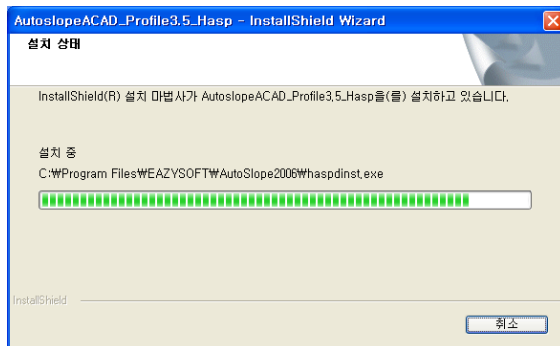 AutoslopeACAD_Profile3.5_Hasp - InstallShield Wizard
설치 상태
InstallShield(R) 설치 마법사가 AutoslopeACAD_Profile3,5_Hasp을(를) 설치하고 있습니다,
설치 중
C:₩Program Files₩EAZYSOFT₩AutoSlope2006₩haspdinst,exe
InstallShield
취소